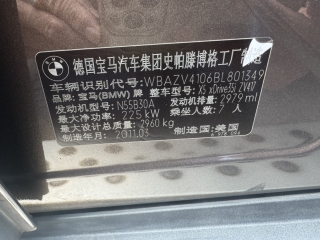 德国宝马汽车集团史帕滕博格工厂制造
车辆识别代号: WBAZV4106BL801349
品牌: 宝马(BMW)牌 整车型号: X5 xDrive35i ZV417
发动机型号: N55B30A 发动机排量: 2979 ml
最大净功率: 225 kW 乘坐人数: 7 人
最大设计总质量: 2960 kg
制造年月: 2011.03 制造国: 美国